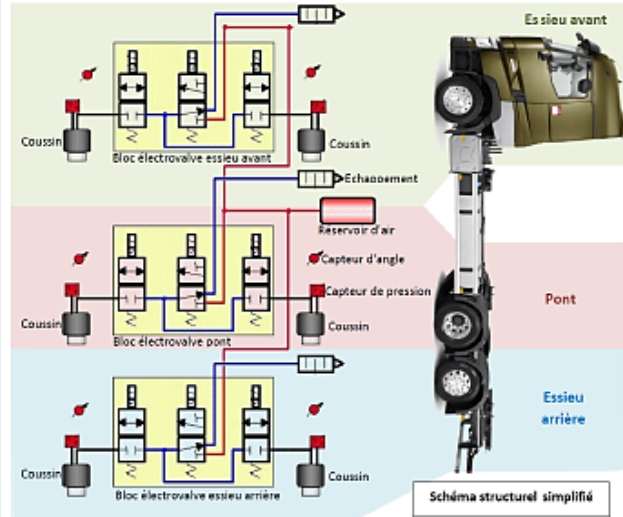 Essieu avant
Coussin
Coussin
Bloc électrovalve essieu avant
Echappement
Réservoir d'air
Capteur d'angle
Capteur de pression
Pont
Coussin
Coussin
Bloc électrovalve pont
Essieu
arrière
Coussin
Coussin
Bloc électrovalve essieu arrière
Schéma structurel simplifié